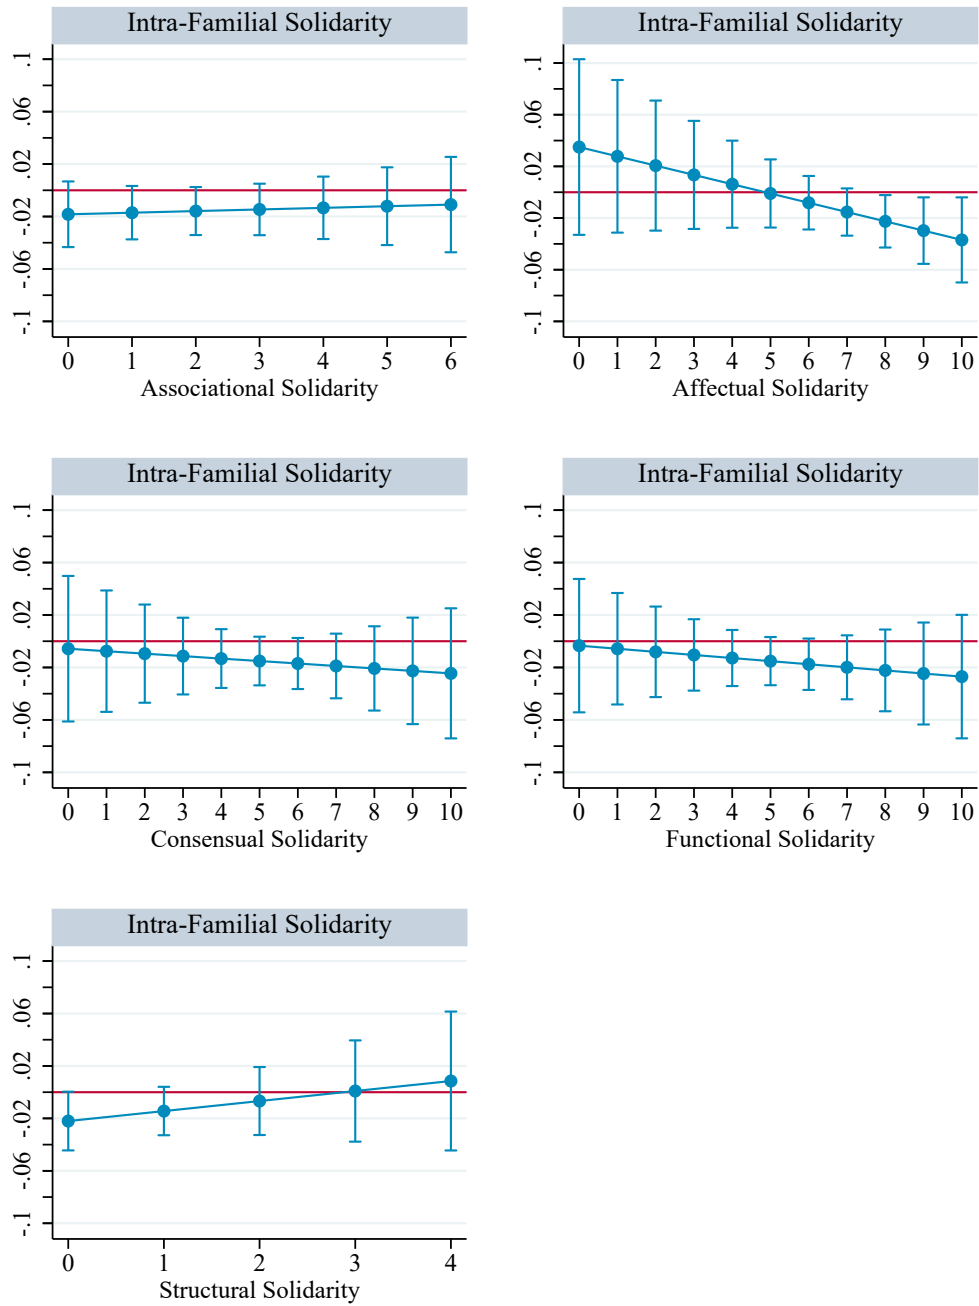 Intra-Familial Solidarity
.1
.06
.02
-.02
-.06
-.1
0 1 2 3 4 5 6
Associational Solidarity
Intra-Familial Solidarity
.1
.06
.02
-.02
-.06
-.1
0 1 2 3 4 5 6 7 8 9 10
Affectual Solidarity
Intra-Familial Solidarity
.1
.06
.02
-.02
-.06
-.1
0 1 2 3 4 5 6 7 8 9 10
Consensual Solidarity
Intra-Familial Solidarity
.1
.06
.02
-.02
-.06
-.1
0 1 2 3 4 5 6 7 8 9 10
Functional Solidarity
Intra-Familial Solidarity
.1
.06
.02
-.02
-.06
-.1
0 1 2 3 4
Structural Solidarity